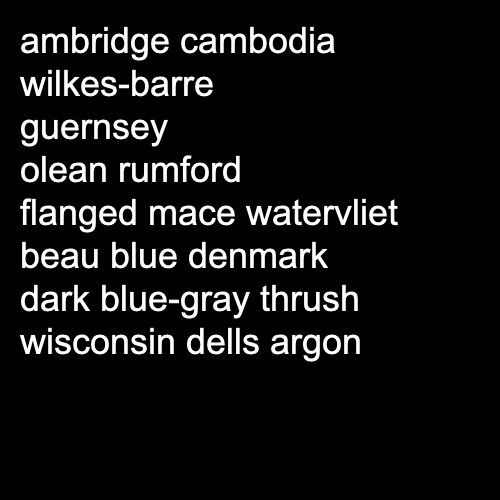 ambridge cambodia
wilkes-barre
guernsey
olean rumford
flanged mace watervliet
beau blue denmark
dark blue-gray thrush
wisconsin dells argon